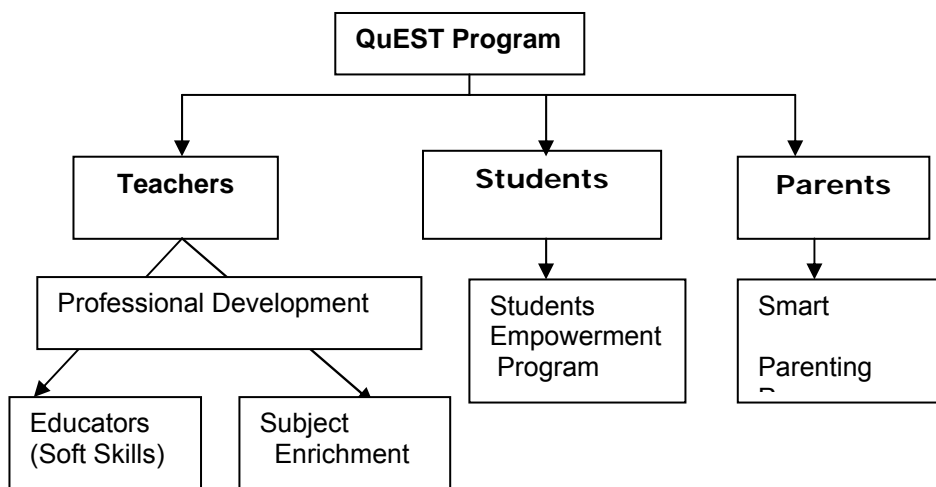 QuEST Program
Teachers
Students
Parents
Professional Development
Students
Empowerment
Program
Smart
Parenting
Educators
(Soft Skills)
Subject
Enrichment